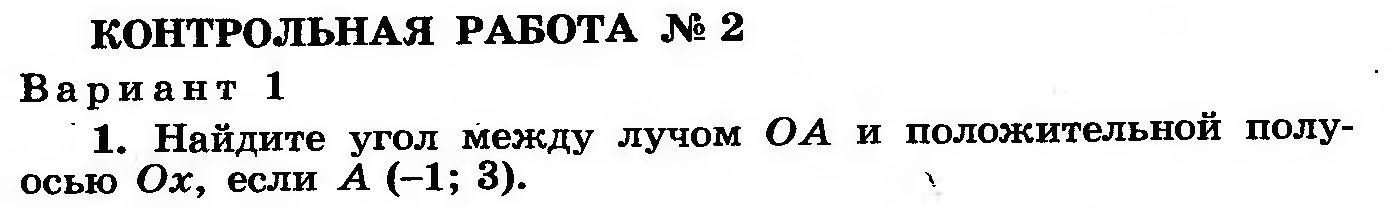 КОНТРОЛЬНАЯ РАБОТА № 2
Вариант 1
1. Найдите угол между лучом OA и положительной полу-
осью Ox, если A (–1; 3).